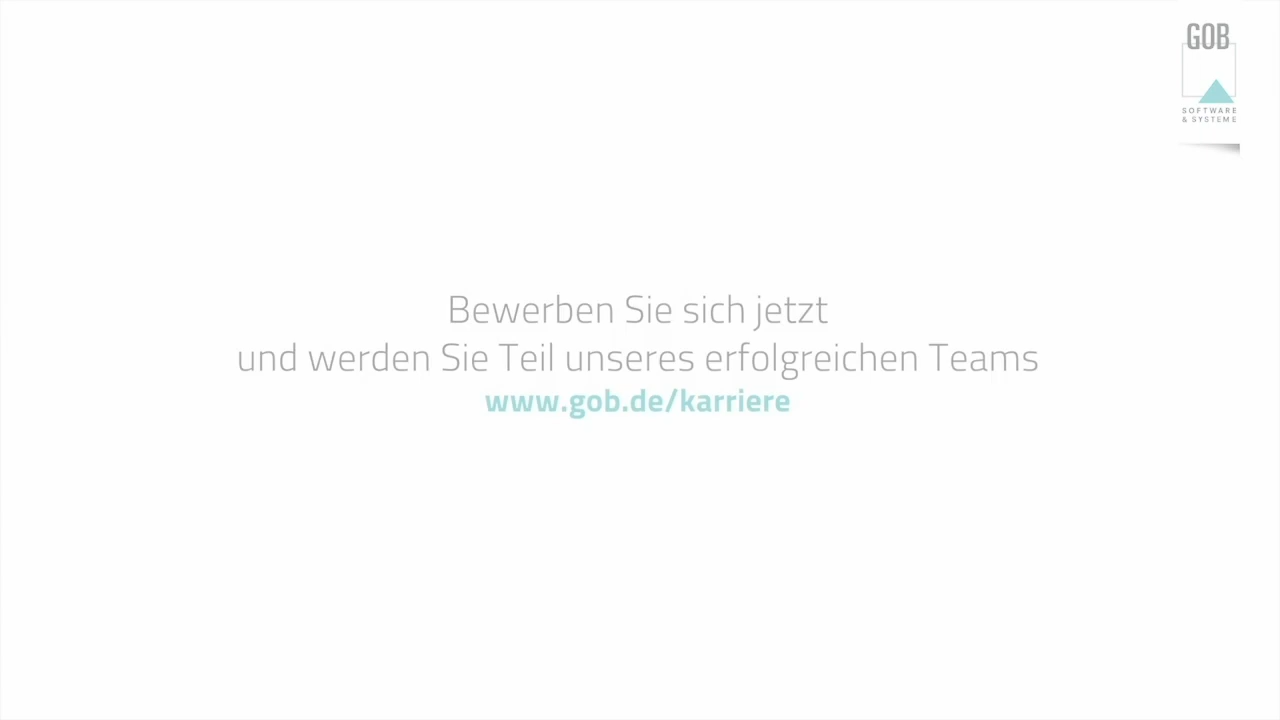 GOB
SOFTWARE
& SYSTEME
Bewerben Sie sich jetzt
und werden Sie Teil unseres erfolgreichen Teams
www.gob.de/karriere